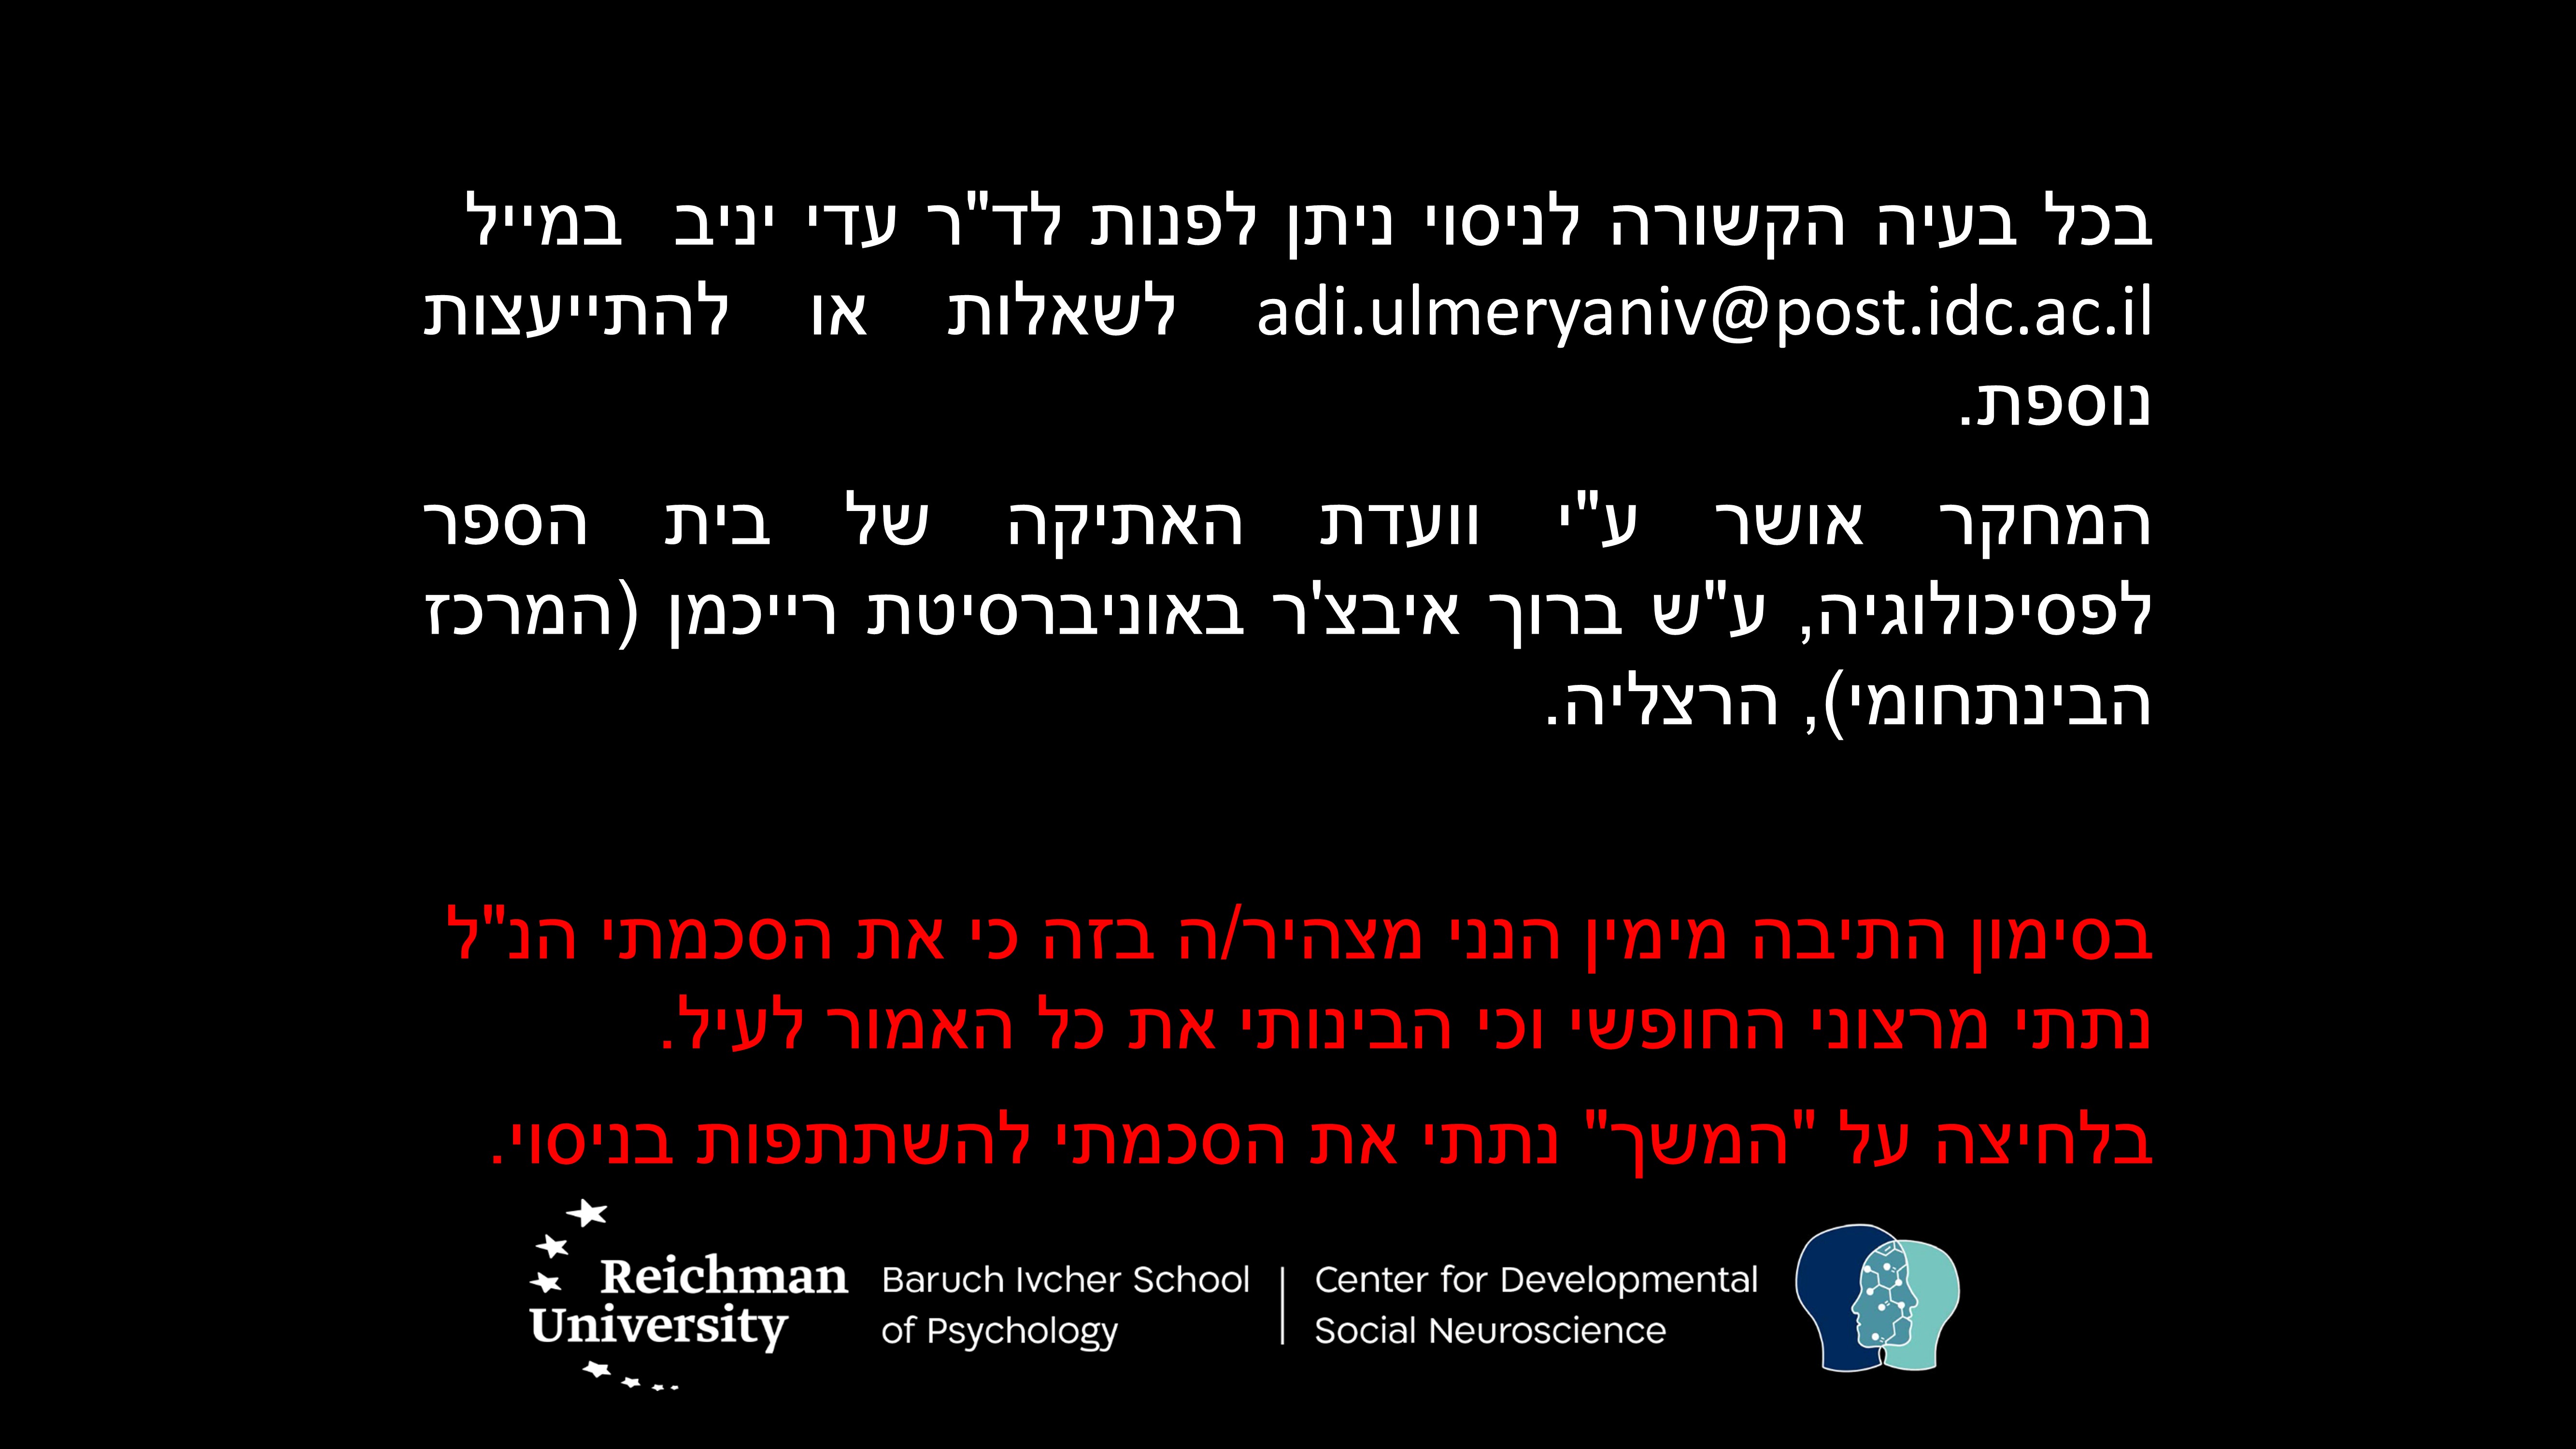 בכל בעיה הקשורה לניסוי ניתן לפנות לד"ר עדי יניב במייל
adi.ulmeryaniv@post.idc.ac.il לשאלות או להתייעצות
נוספת.
המחקר אושר ע"י וועדת האתיקה של בית הספר
לפסיכולוגיה, ע"ש ברוך איבצ'ר באוניברסיטת רייכמן (המרכז
הבינתחומי), הרצליה.
בסימון התיבה מימין הנני מצהיר/ה בזה כי את הסכמתי הנ"ל
נתתי מרצוני החופשי וכי הבינותי את כל האמור לעיל.
בלחיצה על "המשך" נתתי את הסכמתי להשתתפות בניסוי.
Reichman
University
Baruch Ivcher School
of Psychology
Center for Developmental
Social Neuroscience